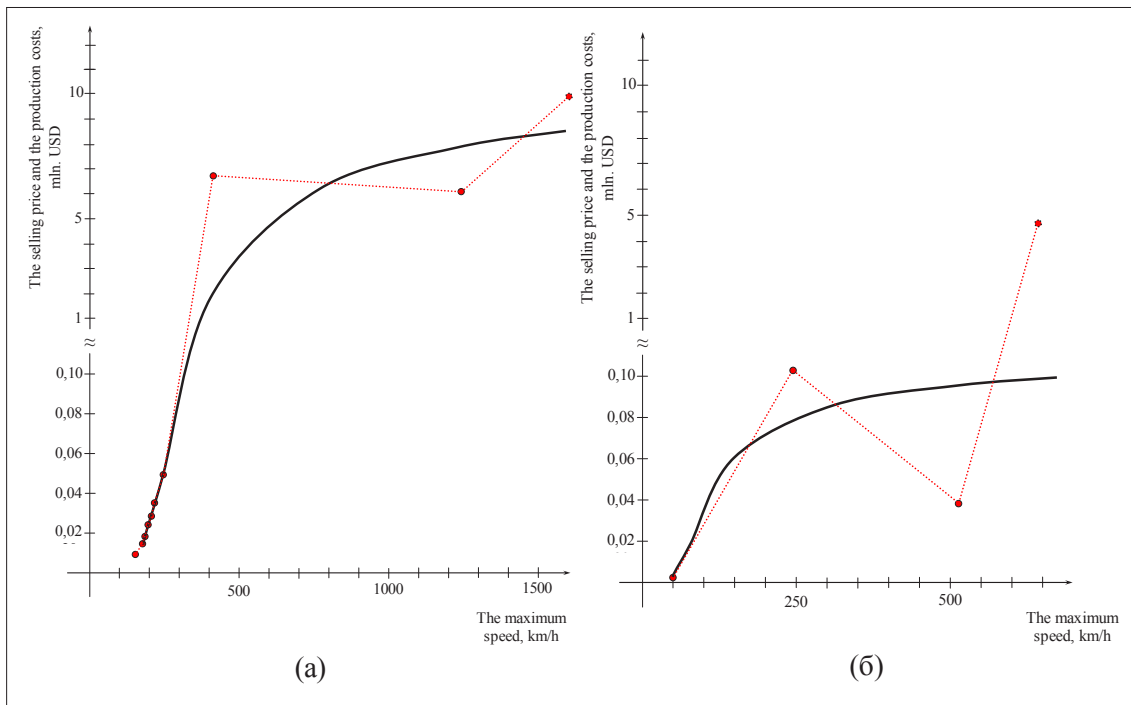 The selling price and the production costs,
mln. USD
10
5
1
≈
0,10
0,08
0,06
0,04
0,02
500
1000
1500
The maximum
speed, km/h
(а)
The selling price and the production costs,
mln. USD
10
5
1
≈
0,10
0,08
0,06
0,04
0,02
250
500
The maximum
speed, km/h
(б)